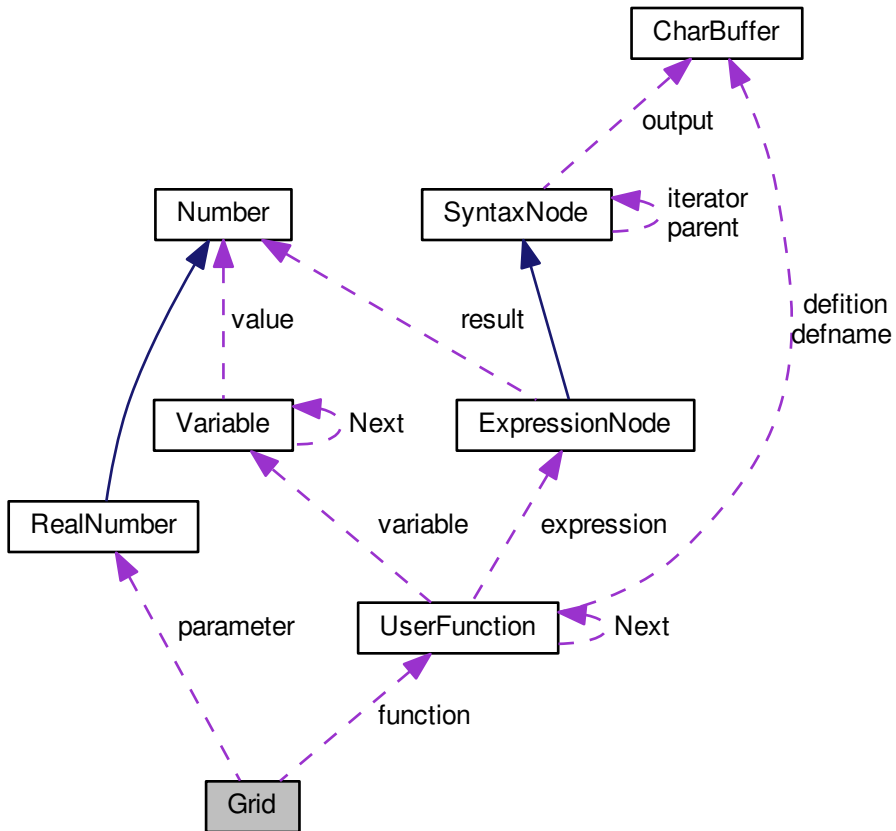 CharBuffer
output
Number
SyntaxNode
iterator
parent
value
result
defition
defname
Variable
Next
ExpressionNode
RealNumber
variable
expression
parameter
UserFunction
Next
function
Grid